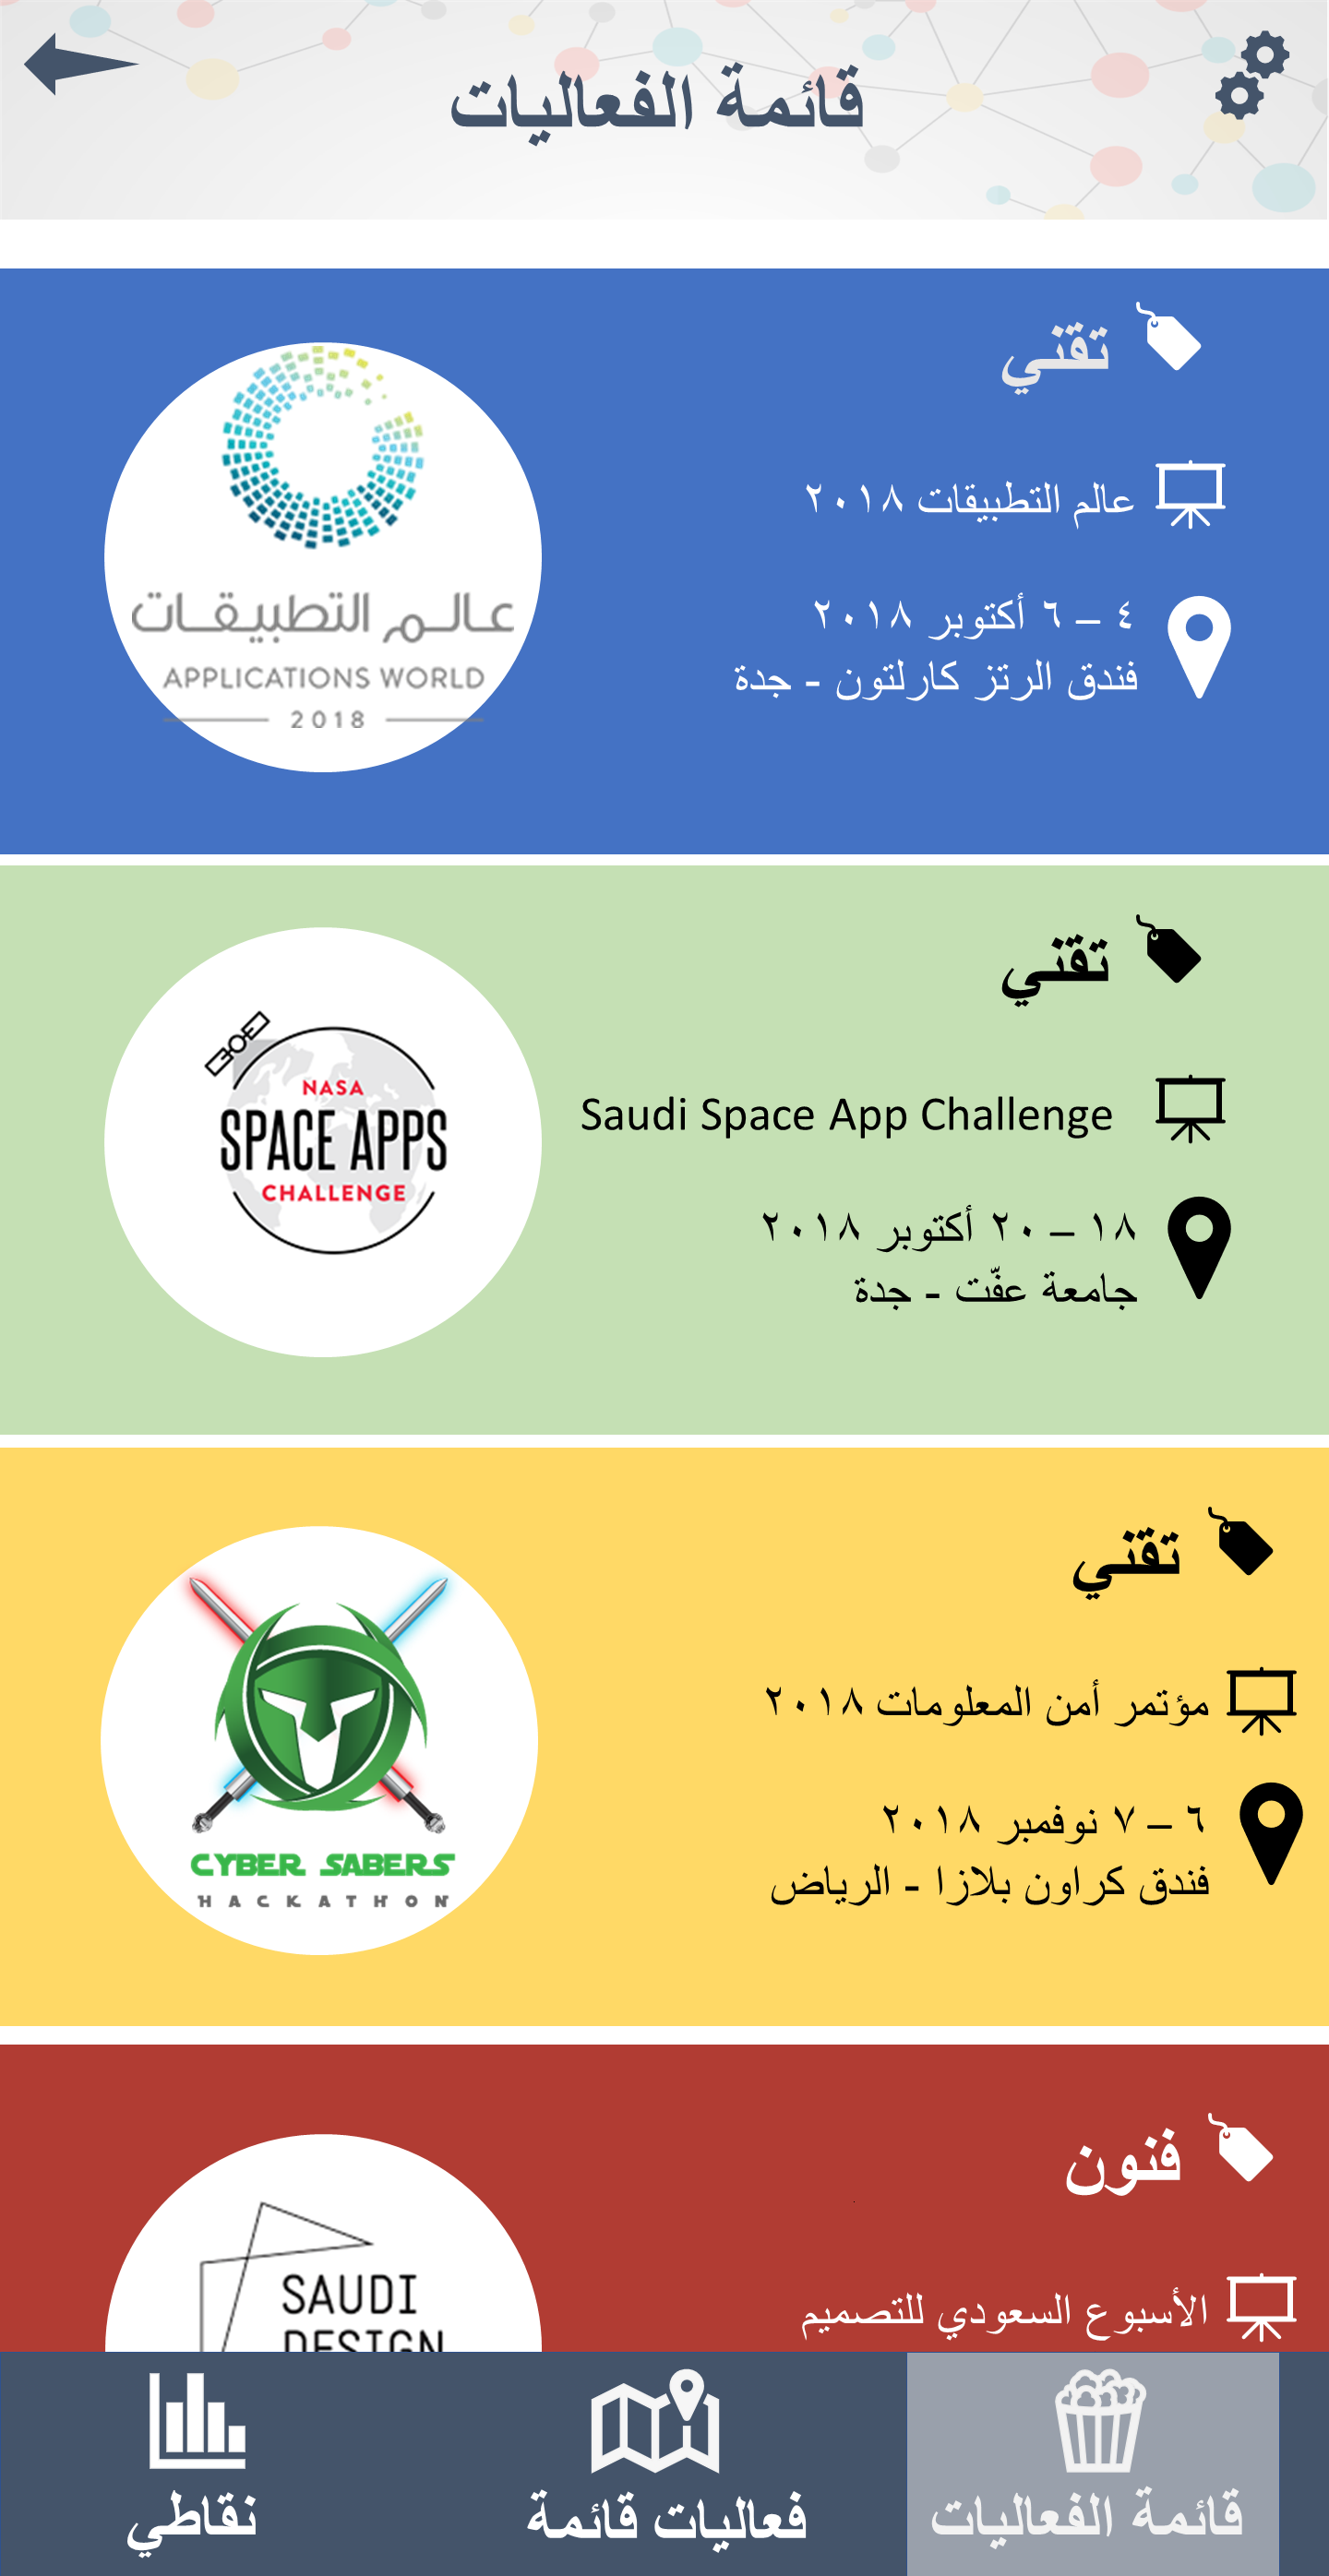 قائمة الفعاليات
تقني
عالم التطبيقات ٢٠١٨
٤ – ٦ أكتوبر ٢٠١٨
فندق الرتز كارلتون - جدة
عالم التطبيقات
APPLICATIONS WORLD
2018
تقني
Saudi Space App Challenge
١٨ – ٢٠ أكتوبر ٢٠١٨
جامعة عفّت - جدة
NASA
SPACE APPS
CHALLENGE
تقني
مؤتمر أمن المعلومات ٢٠١٨
٦ – ٧ نوفمبر ٢٠١٨
فندق كراون بلازا - الرياض
CYBER SABERS
HACKATHON
فنون
الأسبوع السعودي للتصميم
SAUDI
DESIGN
قائمة الفعاليات
فعاليات قائمة
نقاطي